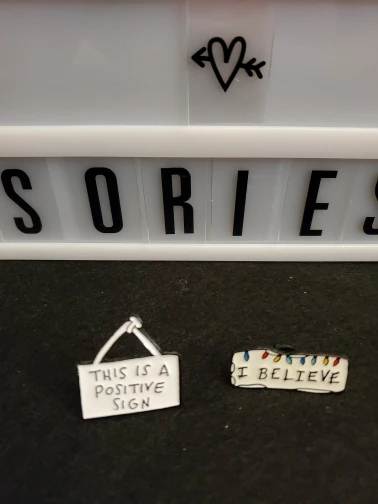 SORIES
THIS IS A
POSITIVE
SIGN
I BELIEVE